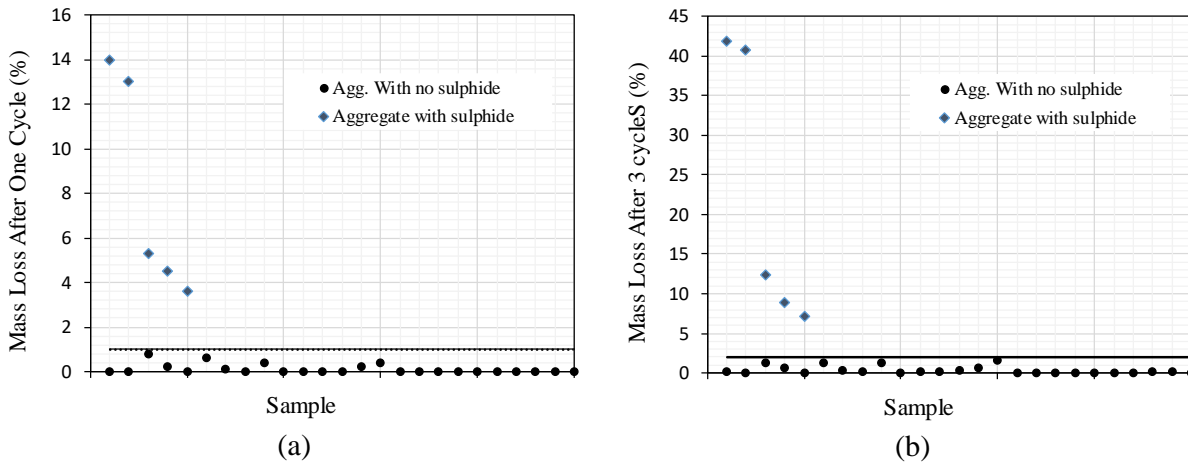 Mass Loss After One Cycle (%)
16
14
12
10
8
6
4
2
0
Agg. With no sulphide
Aggregate with sulphide
Sample
(a)
Mass Loss After 3 cycleS (%)
45
40
35
30
25
20
15
10
5
0
Agg. With no sulphide
Aggregate with sulphide
Sample
(b)